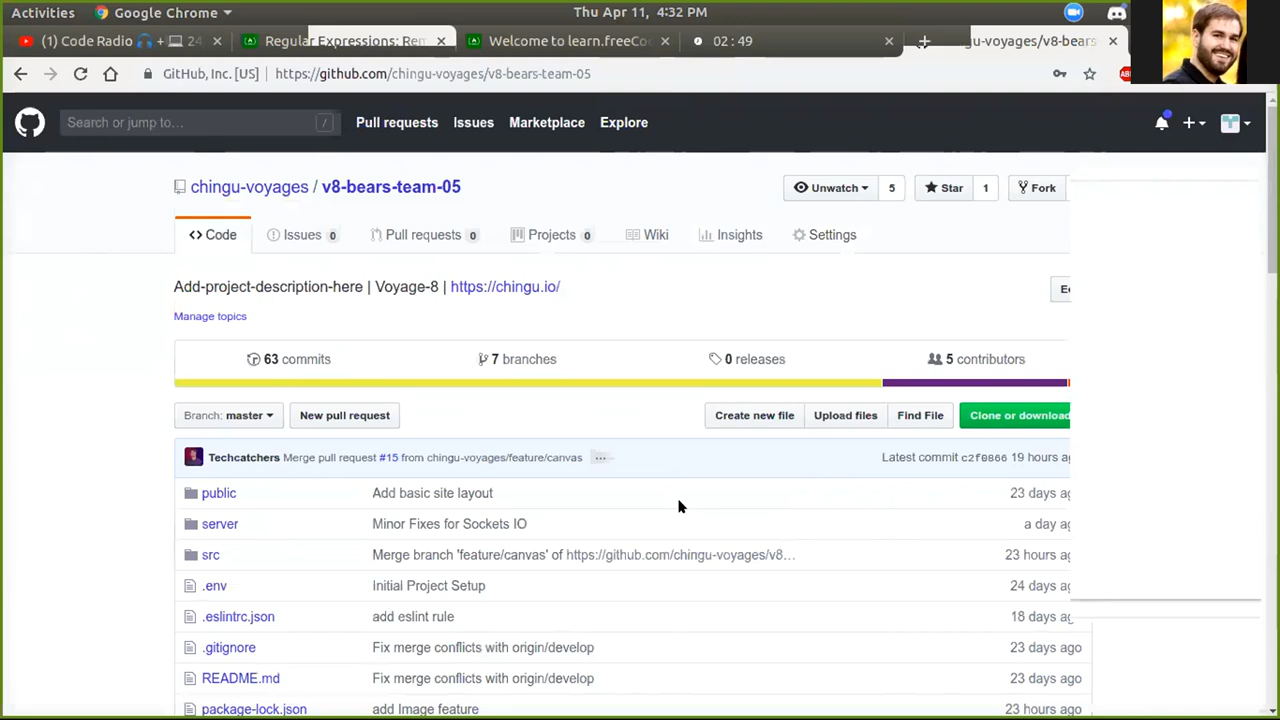 Activities Google Chrome Thu Apr 11, 4:32 PM
(1) Code Radio 🎧 + 💻 24 Regular Expressions: Rem Welcome to learn.freeCo 02:49 gu-voyages/v8-bears-
GitHub, Inc. [US] https://github.com/chingu-voyages/v8-bears-team-05
Search or jump to… / Pull requests Issues Marketplace Explore
chingu-voyages / v8-bears-team-05 Unwatch 5 Star 1 Fork
Code Issues 0 Pull requests 0 Projects 0 Wiki Insights Settings
Add-project-description-here | Voyage-8 | https://chingu.io/
Manage topics
63 commits 7 branches 0 releases 5 contributors
Branch: master New pull request Create new file Upload files Find File Clone or download
Techcatchers Merge pull request #15 from chingu-voyages/feature/canvas … Latest commit c2f0866 19 hours ag
public Add basic site layout 23 days ag
server Minor Fixes for Sockets IO a day ag
src Merge branch 'feature/canvas' of https://github.com/chingu-voyages/v8… 23 hours ag
.env Initial Project Setup 24 days ag
.eslintrc.json add eslint rule 18 days ag
.gitignore Fix merge conflicts with origin/develop 23 days ago
README.md Fix merge conflicts with origin/develop 23 days ago
package-lock.json add Image feature 23 hours ago